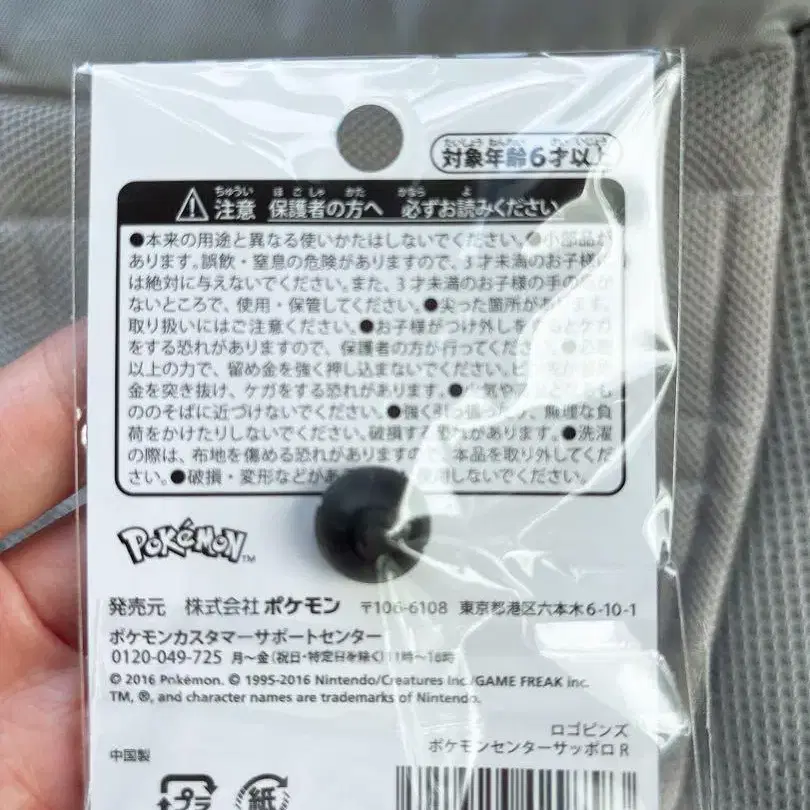 対象年齢6才以上
注意 保護者の方へ 必ずお読みください
●本来の用途と異なる使いかたはしないでください。●小部品が
あります。誤飲・窒息の危険がありますので、3才未満のお子様に
は絶対に与えないでください。また、3才未満のお子様の手の
ないところで、使用・保管してください。●尖った箇所があります。
取り扱いにはご注意ください。●お子様がつけ外しをするとケガ
をする恐れがありますので、保護者の方が行ってください。●必要
以上の力で、留め金を強く押し込まないでください。
金を突き抜け、ケガをする恐れがあります。●火気や
もののそばに近づけないでください。●強く引っ張ったり、無理な負
荷をかけたりしないでください。破損する恐れがあります。●洗濯
の際は、布地を傷める恐れがありますので、本品を取り外してくだ
さい。●破損・変形などが 使用しないでください。
POKéMON™
発売元 株式会社ポケモン 〒106-6108 東京都港区六本木6-10-1
ポケモンカスタマーサポートセンター
0120-049-725 月~金(祝日・特定日を除く)11時~18時
© 2016 Pokémon. © 1995-2016 Nintendo/Creatures Inc./GAME FREAK inc.
TM, ®, and character names are trademarks of Nintendo.
ロゴピンズ
ポケモンセンターサッポロ R
中国製
プラ 紙